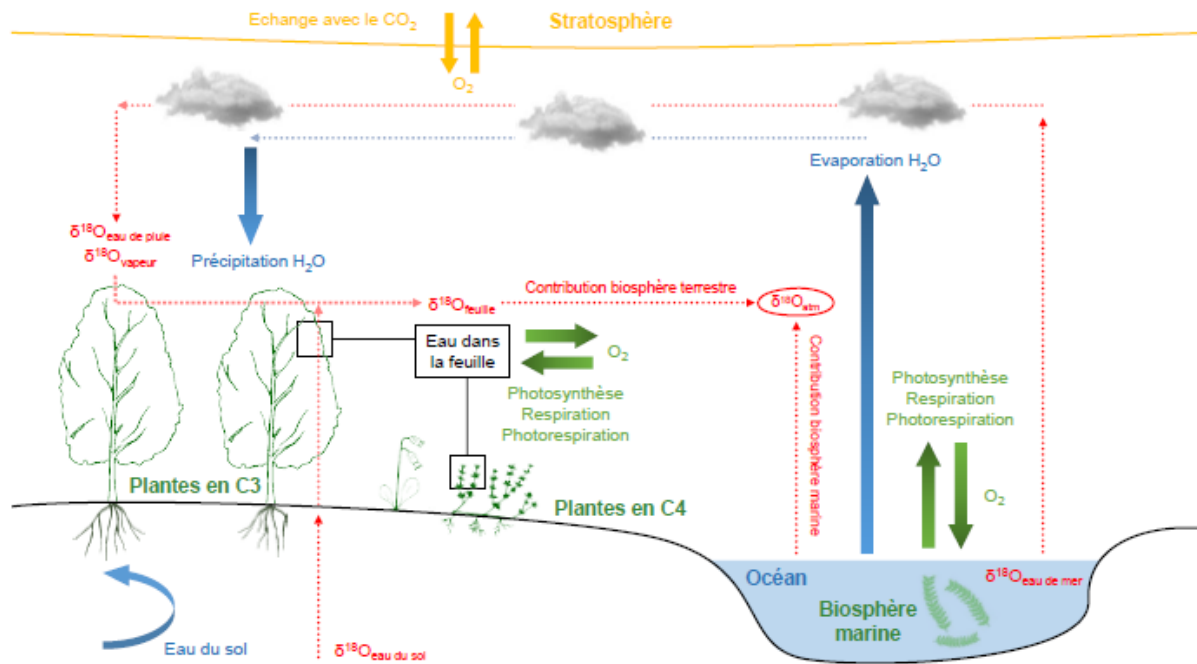 Echange avec le CO₂
Stratosphère
O₂
Evaporation H₂O
δ¹⁸Oeau de pluie
δ¹⁸Ovapeur
Précipitation H₂O
δ¹⁸Ofeuille
Contribution biosphère terrestre
δ¹⁸Oatm
Eau dans
la feuille
O₂
Photosynthèse
Respiration
Photorespiration
Contribution biosphère marine
Photosynthèse
Respiration
Photorespiration
O₂
Plantes en C3
Plantes en C4
Océan
δ¹⁸Oeau de mer
Biosphère
marine
Eau du sol
δ¹⁸Oeau du sol